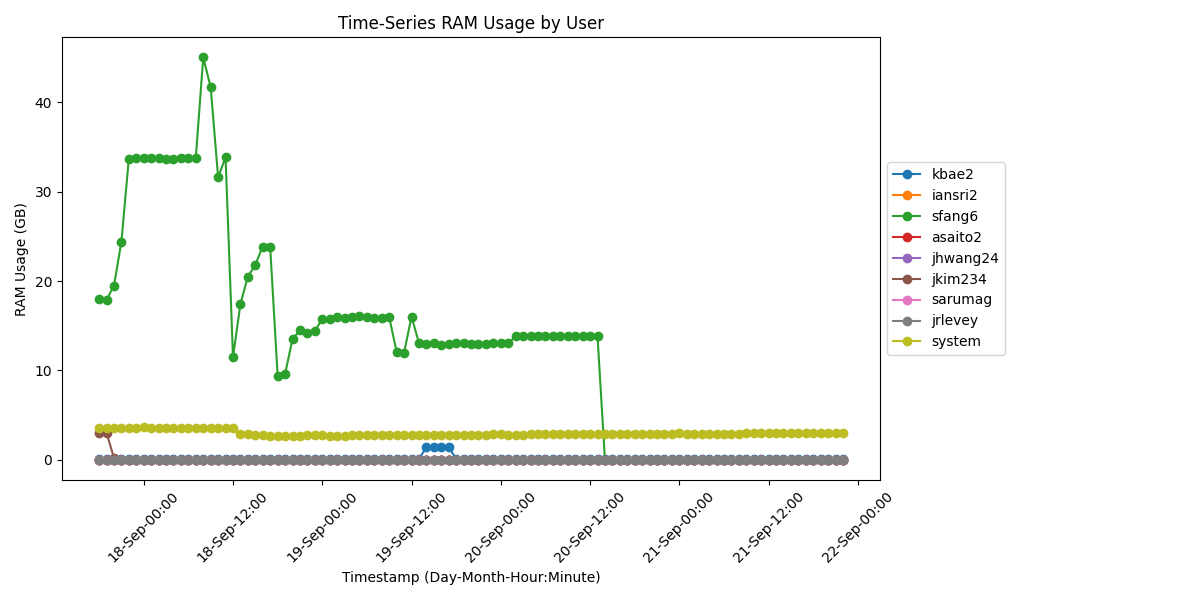 Time-Series RAM Usage by User
RAM Usage (GB)
40
30
20
10
0
18-Sep-00:00
18-Sep-12:00
19-Sep-00:00
19-Sep-12:00
20-Sep-00:00
20-Sep-12:00
21-Sep-00:00
21-Sep-12:00
22-Sep-00:00
Timestamp (Day-Month-Hour:Minute)
kbae2
iansri2
sfang6
asaito2
jhwang24
jkim234
sarumag
jrlevey
system